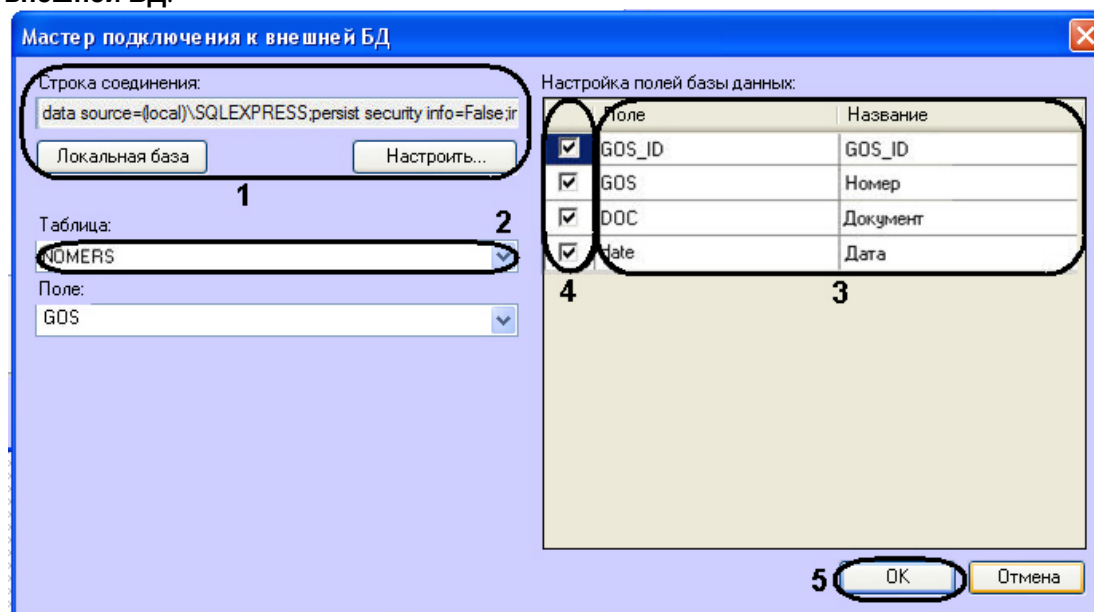 внешней БД.
Мастер подключения к внешней БД
Строка соединения:
data source=(local)\SQLEXPRESS;persist security info=False;ir
Локальная база
Настроить...
1
Таблица:
2
NOMERS
Поле:
GOS
Настройка полей базы данных:
Поле
Название
GOS_ID
GOS_ID
GOS
Номер
DOC
Документ
date
Дата
4
3
5
OK
Отмена